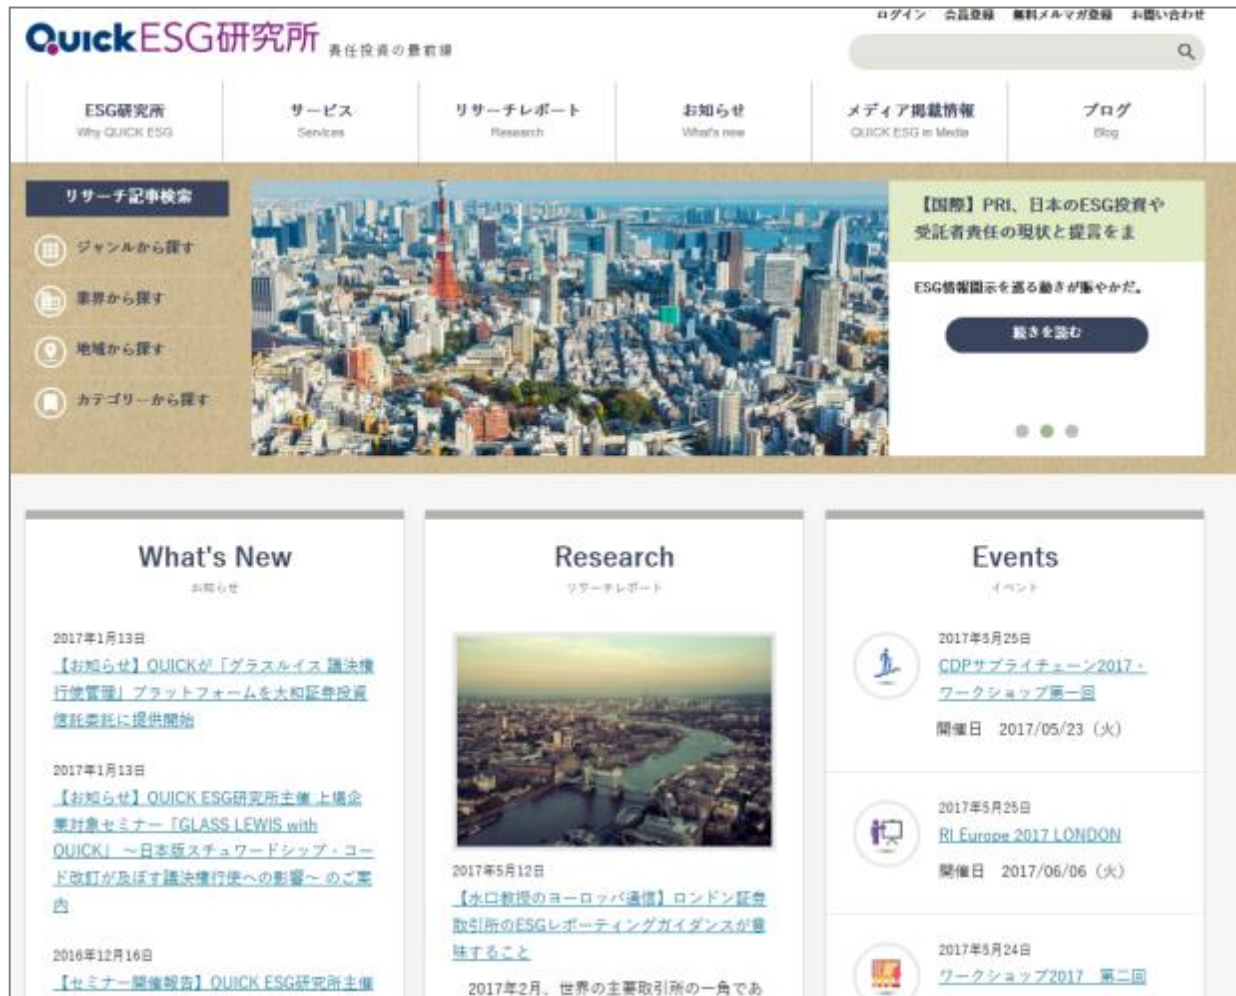 ログイン 会員登録 無料メルマガ登録 お問い合わせ
QUICK ESG研究所 責任投資の最前線
ESG研究所
Why QUICK ESG
サービス
Services
リサーチレポート
Research
お知らせ
What's new
メディア掲載情報
QUICK ESG in Media
ブログ
Blog
リサーチ記事検索
ジャンルから探す
業界から探す
地域から探す
カテゴリーから探す
【国際】PRI、日本のESG投資や
受託者責任の現状と提言をま
ESG情報開示を巡る動きが賑やかだ。
続きを読む
What's New
お知らせ
2017年1月13日
【お知らせ】QUICKが「グラスルイス 議決権
行使管理」プラットフォームを大和証券投資
信託委託に提供開始
2017年1月13日
【お知らせ】QUICK ESG研究所主催 上場企
業対象セミナー「GLASS LEWIS with
QUICK」 ～日本版スチュワードシップ・コー
ド改訂が及ぼす議決権行使への影響～ のご案
内
2016年12月16日
【セミナー開催報告】QUICK ESG研究所主催
Research
リサーチレポート
2017年5月12日
【水口教授のヨーロッパ通信】ロンドン証券
取引所のESGレポーティングガイダンスが意
味すること
2017年2月、世界の主要取引所の一角であ
Events
イベント
2017年5月25日
CDPサプライチェーン2017・
ワークショップ第一回
開催日 2017/05/23（火）
2017年5月25日
RI Europe 2017 LONDON
開催日 2017/06/06（火）
2017年5月24日
ワークショップ2017 第二回